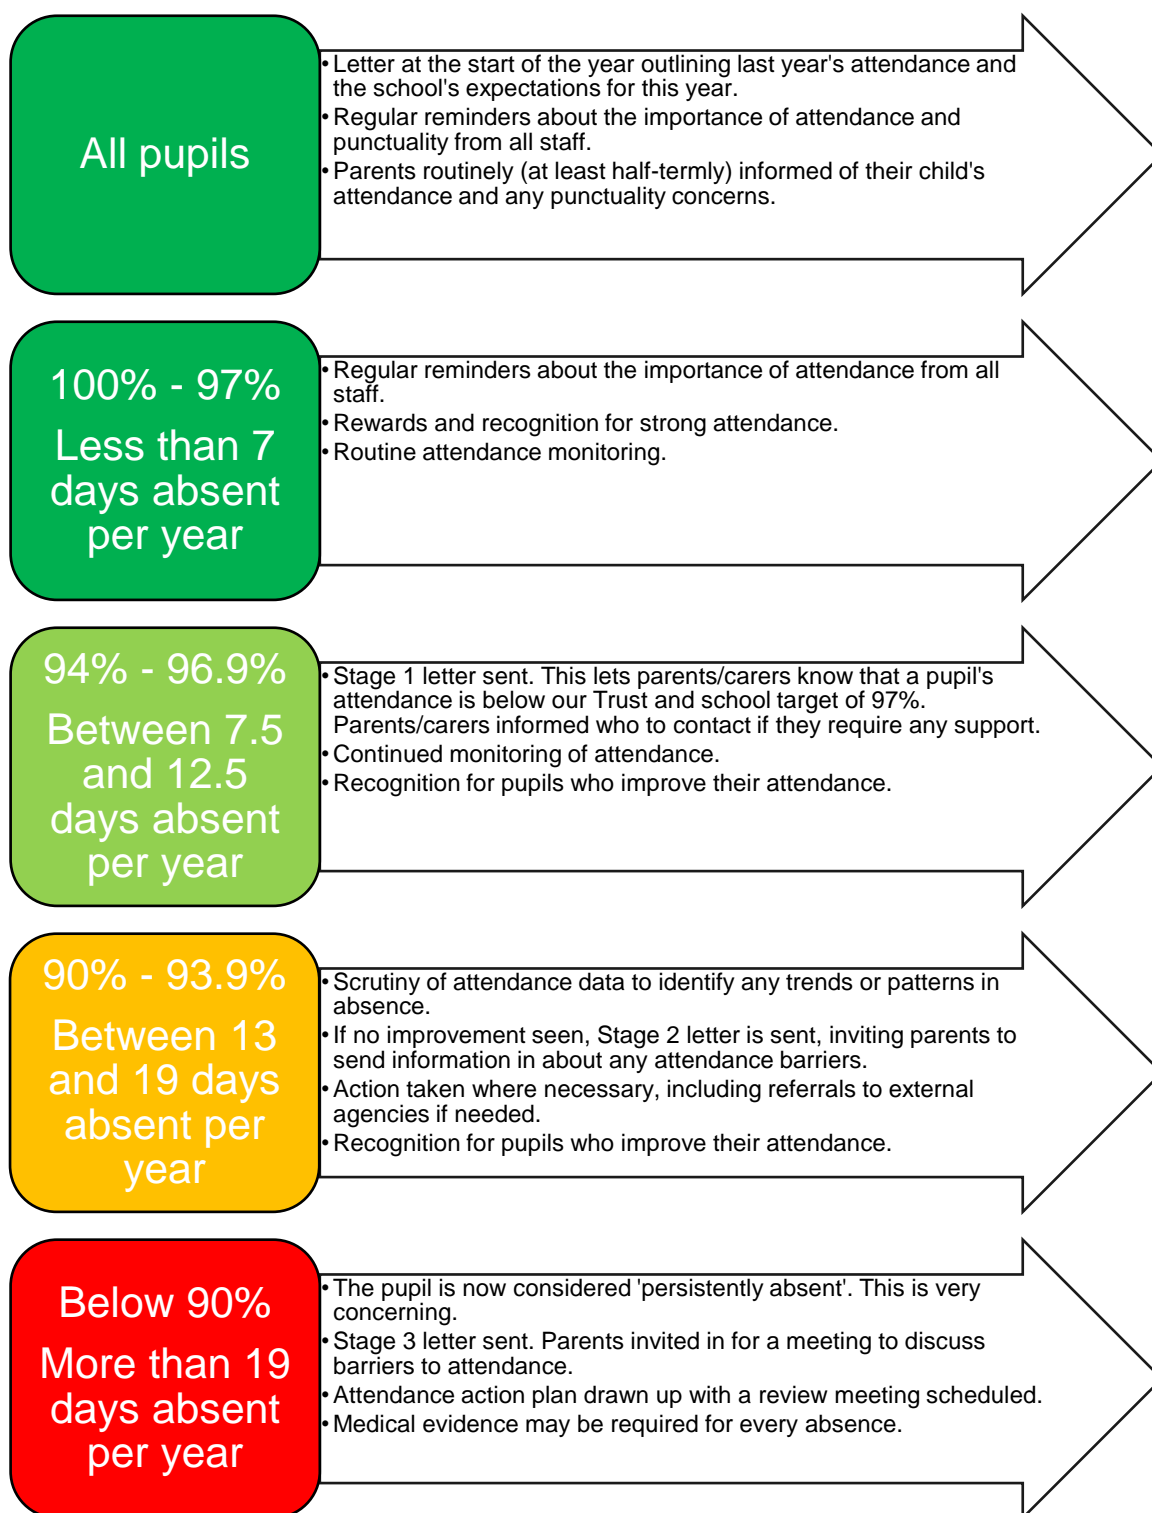 All pupils
• Letter at the start of the year outlining last year's attendance and
the school's expectations for this year.
• Regular reminders about the importance of attendance and
punctuality from all staff.
• Parents routinely (at least half-termly) informed of their child's
attendance and any punctuality concerns.
100% - 97%
Less than 7
days absent
per year
• Regular reminders about the importance of attendance from all
staff.
• Rewards and recognition for strong attendance.
• Routine attendance monitoring.
94% - 96.9%
Between 7.5
and 12.5
days absent
per year
• Stage 1 letter sent. This lets parents/carers know that a pupil's
attendance is below our Trust and school target of 97%.
Parents/carers informed who to contact if they require any support.
• Continued monitoring of attendance.
• Recognition for pupils who improve their attendance.
90% - 93.9%
Between 13
and 19 days
absent per
year
• Scrutiny of attendance data to identify any trends or patterns in
absence.
• If no improvement seen, Stage 2 letter is sent, inviting parents to
send information in about any attendance barriers.
• Action taken where necessary, including referrals to external
agencies if needed.
• Recognition for pupils who improve their attendance.
Below 90%
More than 19
days absent
per year
• The pupil is now considered 'persistently absent'. This is very
concerning.
• Stage 3 letter sent. Parents invited in for a meeting to discuss
barriers to attendance.
• Attendance action plan drawn up with a review meeting scheduled.
• Medical evidence may be required for every absence.